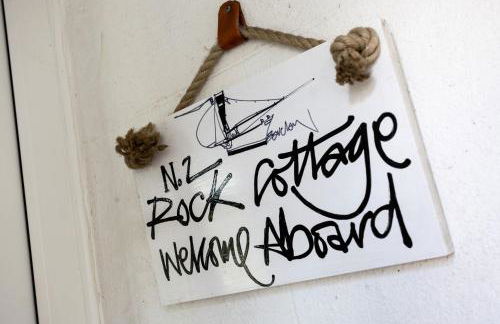 N.2
Rock Cottage
Welcome Aboard